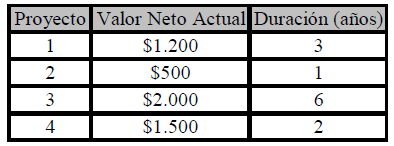 Proyecto Valor Neto Actual Duración (años)
1 $1.200 3
2 $500 1
3 $2.000 6
4 $1.500 2